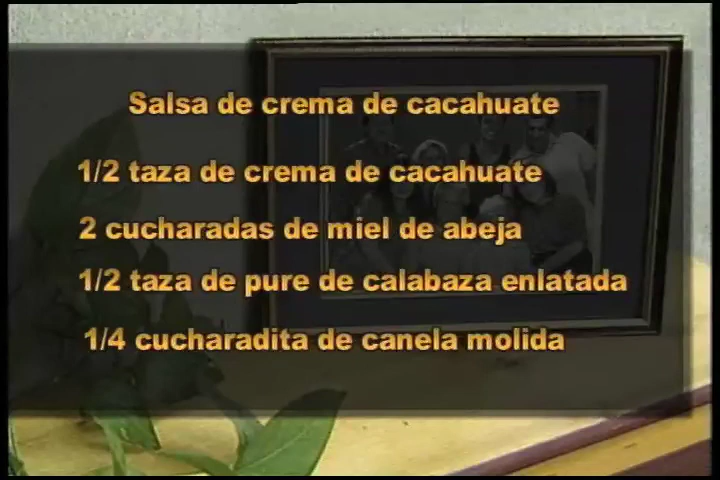 Salsa de crema de cacahuate
1/2 taza de crema de cacahuate
2 cucharadas de miel de abeja
1/2 taza de pure de calabaza enlatada
1/4 cucharadita de canela molida